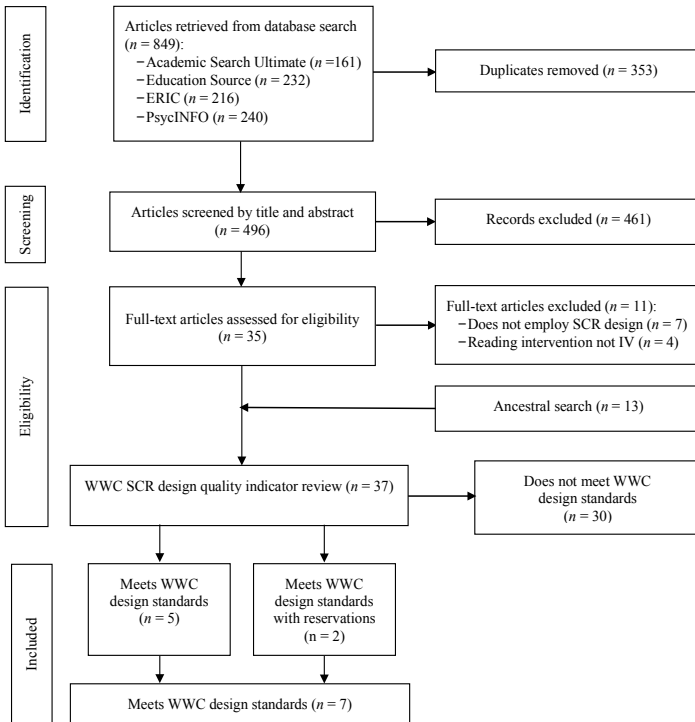 Identification
Articles retrieved from database search
(n = 849):
−Academic Search Ultimate (n =161)
−Education Source (n = 232)
−ERIC (n = 216)
−PsycINFO (n = 240)
Duplicates removed (n = 353)
Screening
Articles screened by title and abstract
(n = 496)
Records excluded (n = 461)
Eligibility
Full-text articles assessed for eligibility
(n = 35)
Full-text articles excluded (n = 11):
−Does not employ SCR design (n = 7)
−Reading intervention not IV (n = 4)
Ancestral search (n = 13)
WWC SCR design quality indicator review (n = 37)
Does not meet WWC
design standards
(n = 30)
Included
Meets WWC
design standards
(n = 5)
Meets WWC
design standards
with reservations
(n = 2)
Meets WWC design standards (n = 7)